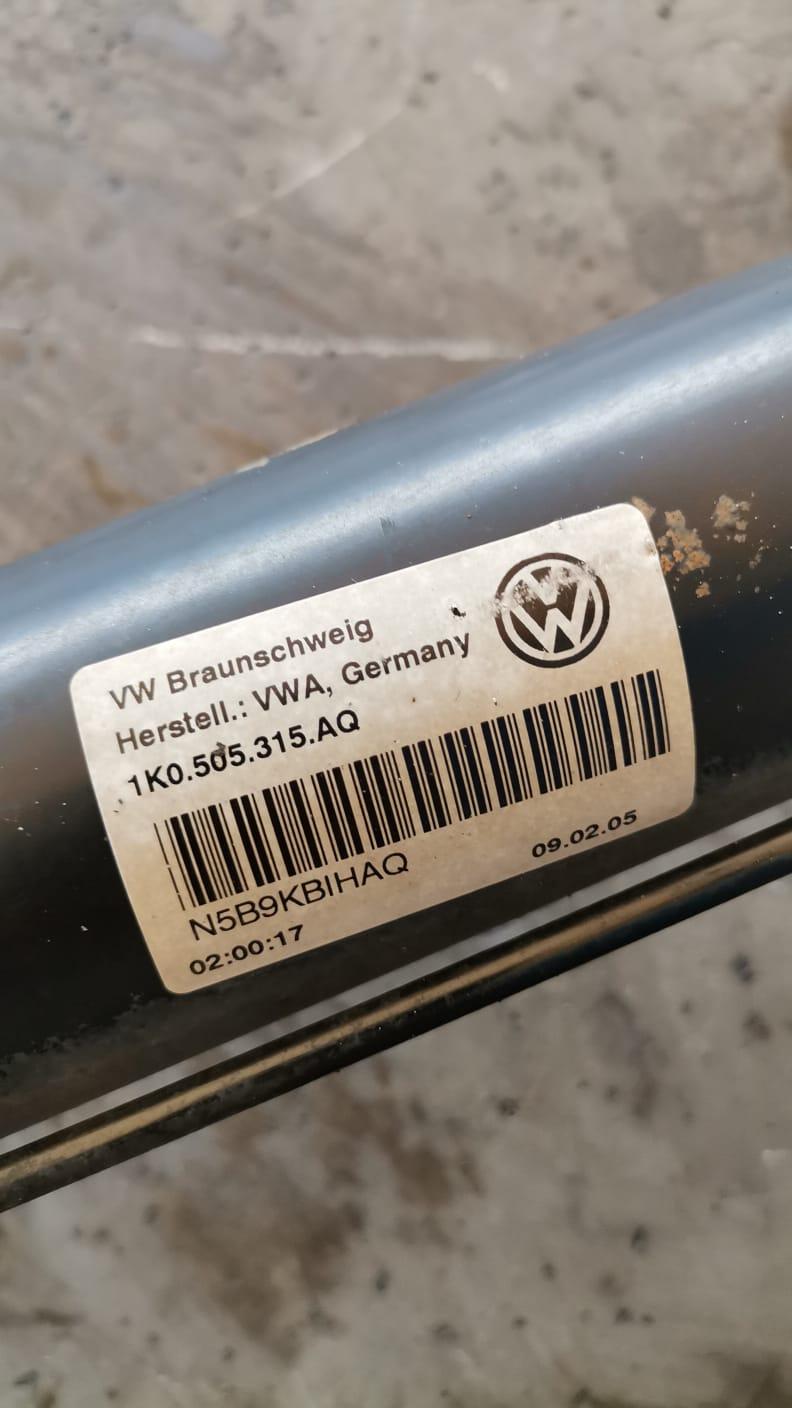 VW Braunschweig
Herstell.: VWA, Germany
1K0.505.315.AQ
N5B9KBIHAQ
09.02.05
02:00:17